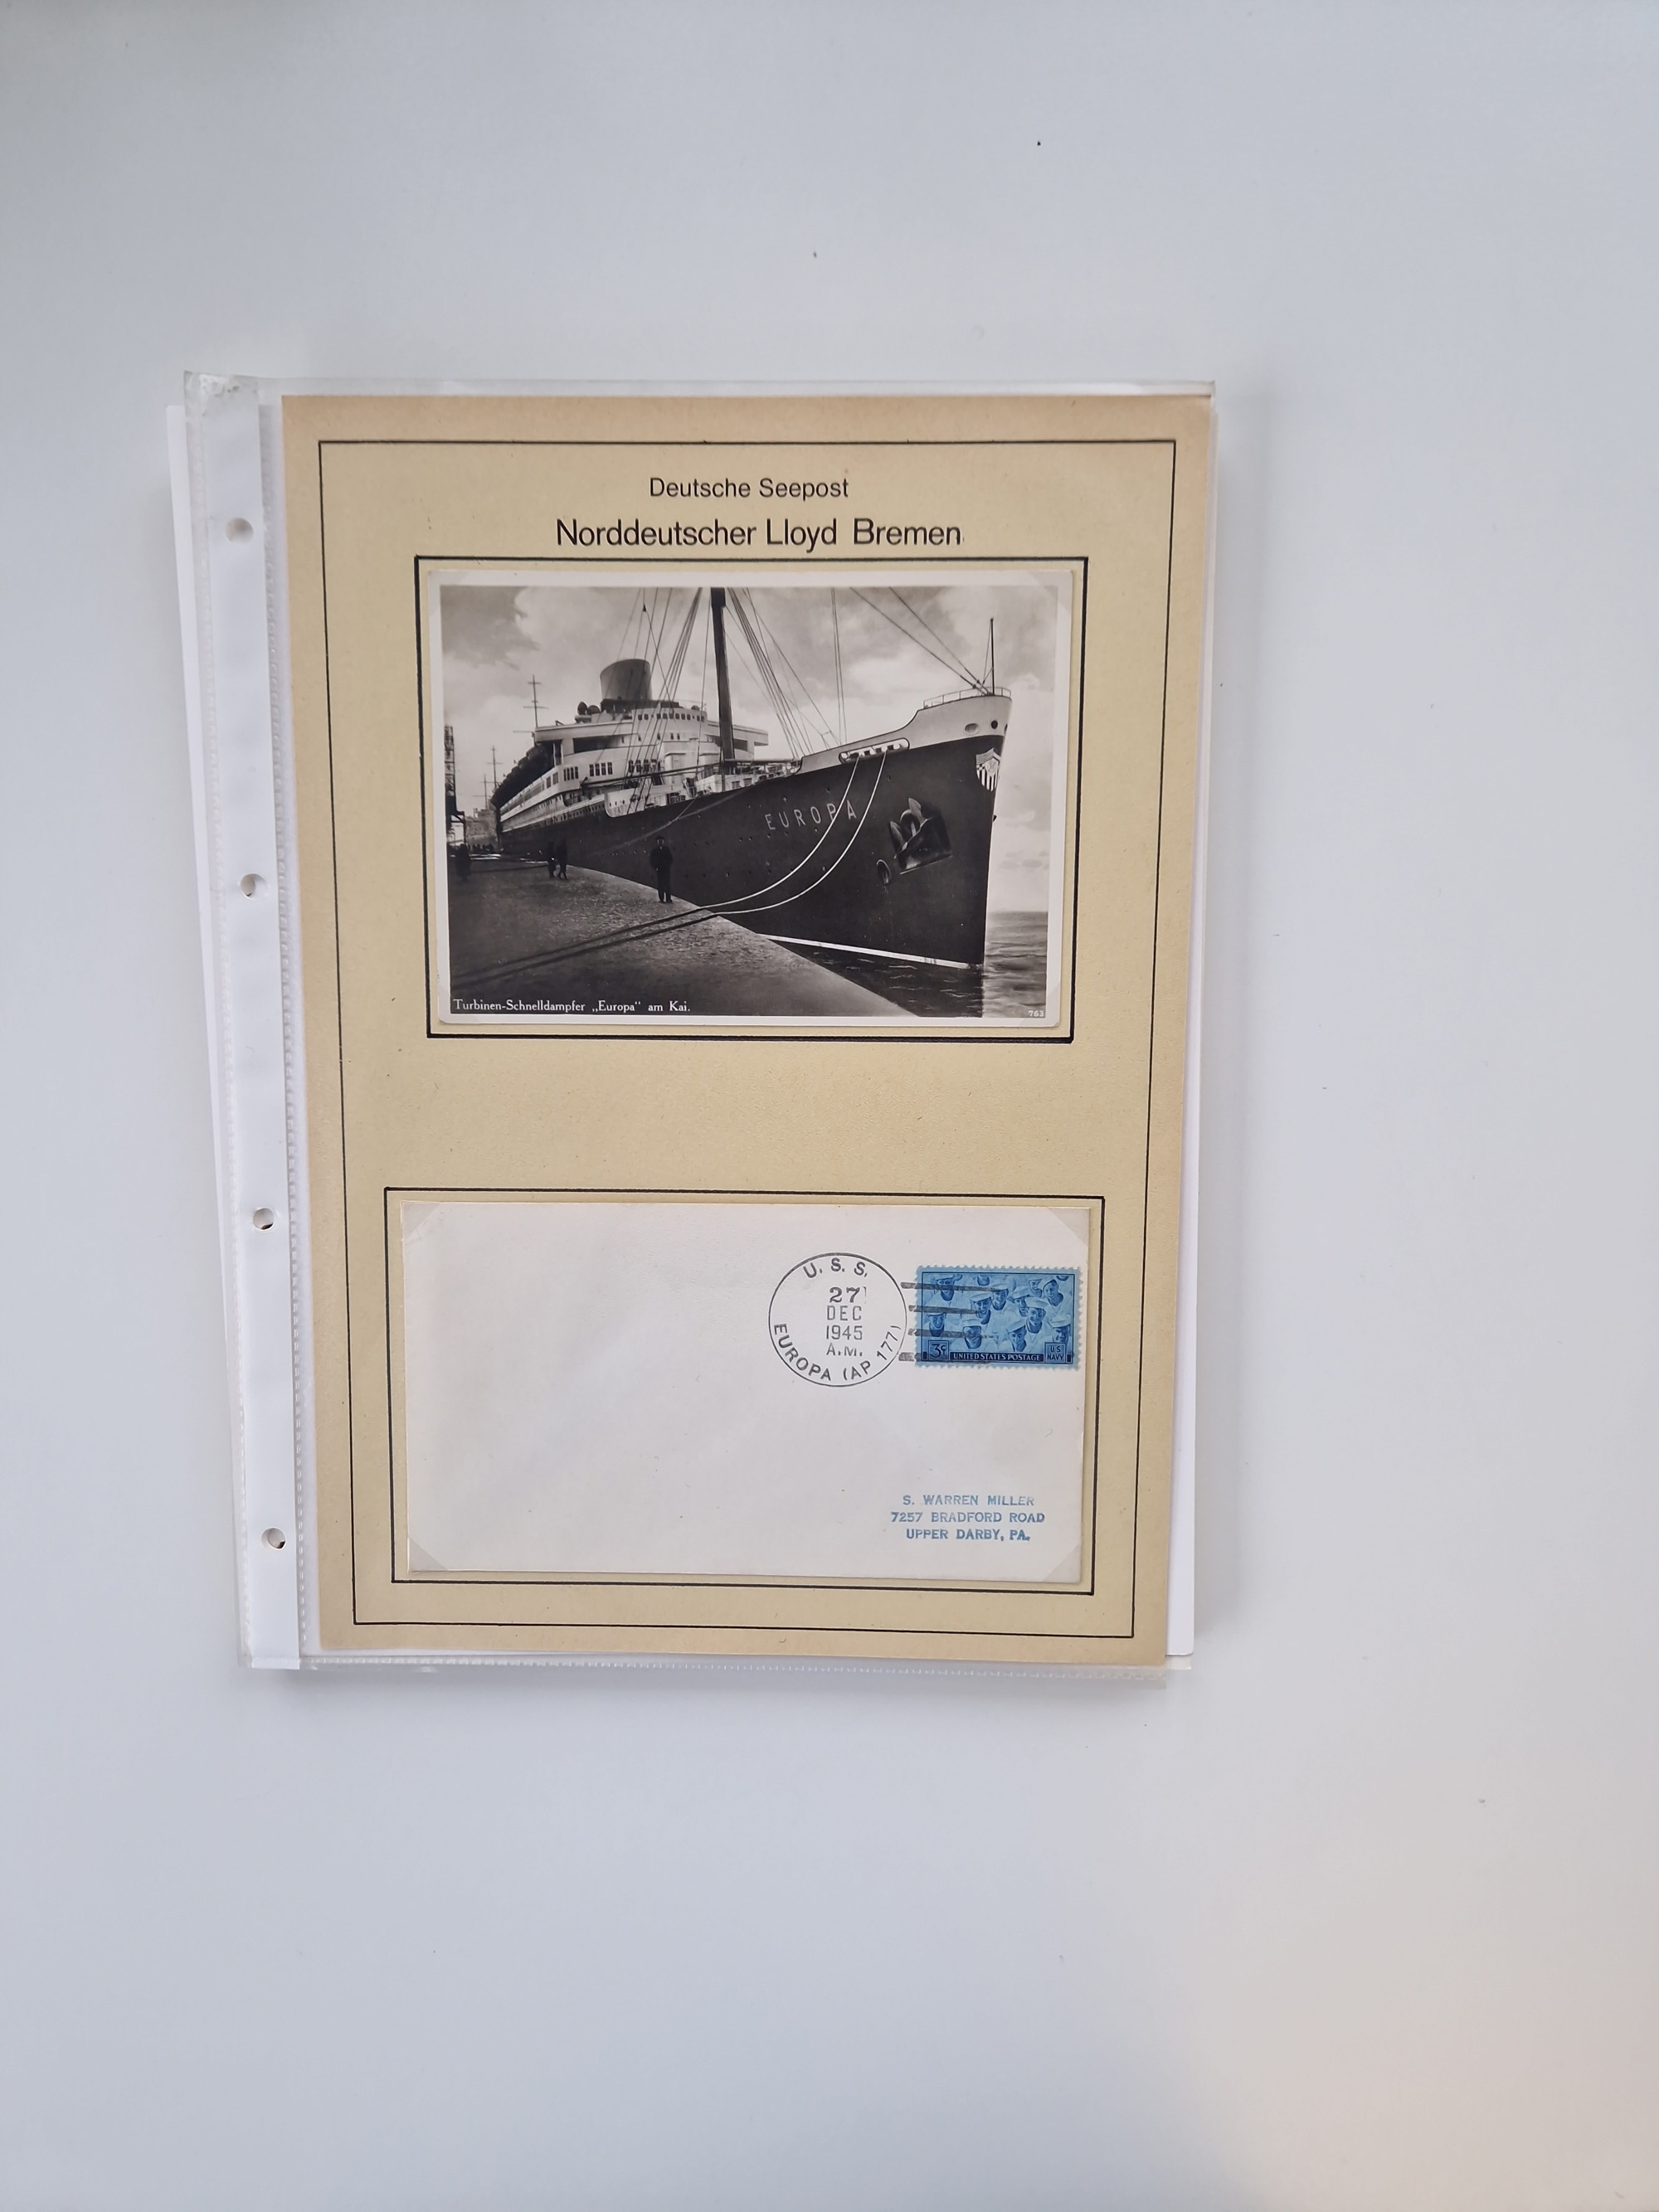 Deutsche Seepost
Norddeutscher Lloyd Bremen
EUROPA
Turbinen-Schnelldampfer „Europa" am Kai.
763
U. S. S.
27
DEC
1945
A.M.
EUROPA (AP 177)
3¢
UNITED STATES POSTAGE
U S
NAVY
S. WARREN MILLER
7257 BRADFORD ROAD
UPPER DARBY, PA.